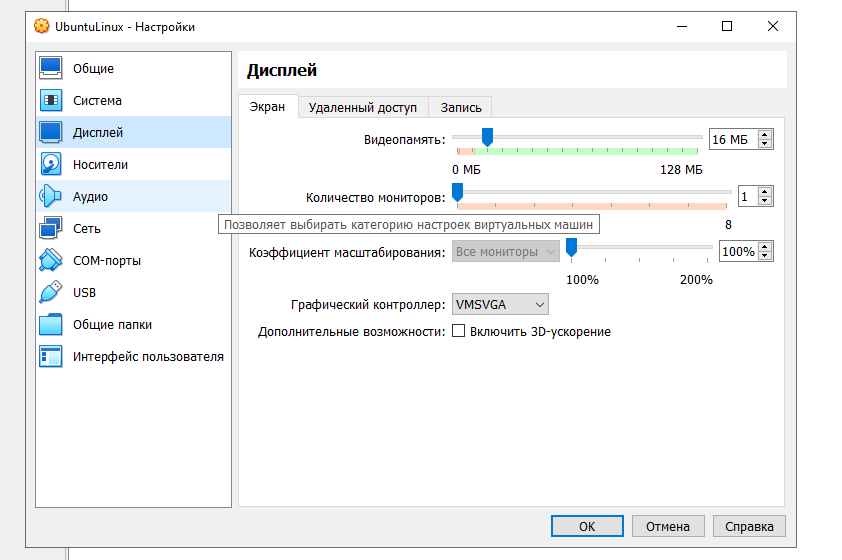 UbuntuLinux - Настройки
Общие
Система
Дисплей
Носители
Аудио
Сеть
COM-порты
USB
Общие папки
Интерфейс пользователя
Дисплей
Экран Удаленный доступ Запись
Видеопамять: 16 МБ
0 МБ 128 МБ
Количество мониторов: 1
Позволяет выбирать категорию настроек виртуальных машин 8
Коэффициент масштабирования: Все мониторы 100%
100% 200%
Графический контроллер: VMSVGA
Дополнительные возможности: Включить 3D-ускорение
OK Отмена Справка